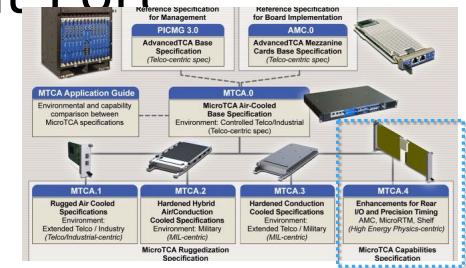 Reference Specification
for Management
Reference Specification
for Board Implementation
PICMG 3.0
AdvancedTCA Base
Specification
(Telco-centric spec)
AMC.0
AdvancedTCA Mezzanine
Cards Base Specification
(Telco-centric spec)
MTCA Application Guide
Environmental and capability
comparison between
MicroTCA specifications
MTCA.0
MicroTCA Air-Cooled
Base Specification
Environment: Controlled Telco/Industrial
(Telco-centric spec)
MTCA.1
Rugged Air Cooled
Specifications
Environment:
Extended Telco / Industry
(Telco/Industrial-centric)
MTCA.2
Hardened Hybrid
Air/Conduction
Cooled Specifications
Environment: Military
(MIL-centric)
MTCA.3
Hardened Conduction
Cooled Specifications
Environment:
Extended Telco / Military
(MIL-centric)
MTCA.4
Enhancements for Rear
I/O and Precision Timing
AMC, MicroRTM, Shelf
(High Energy Physics-centric)
MicroTCA Ruggedization
Specification
MicroTCA Capabilities
Specification